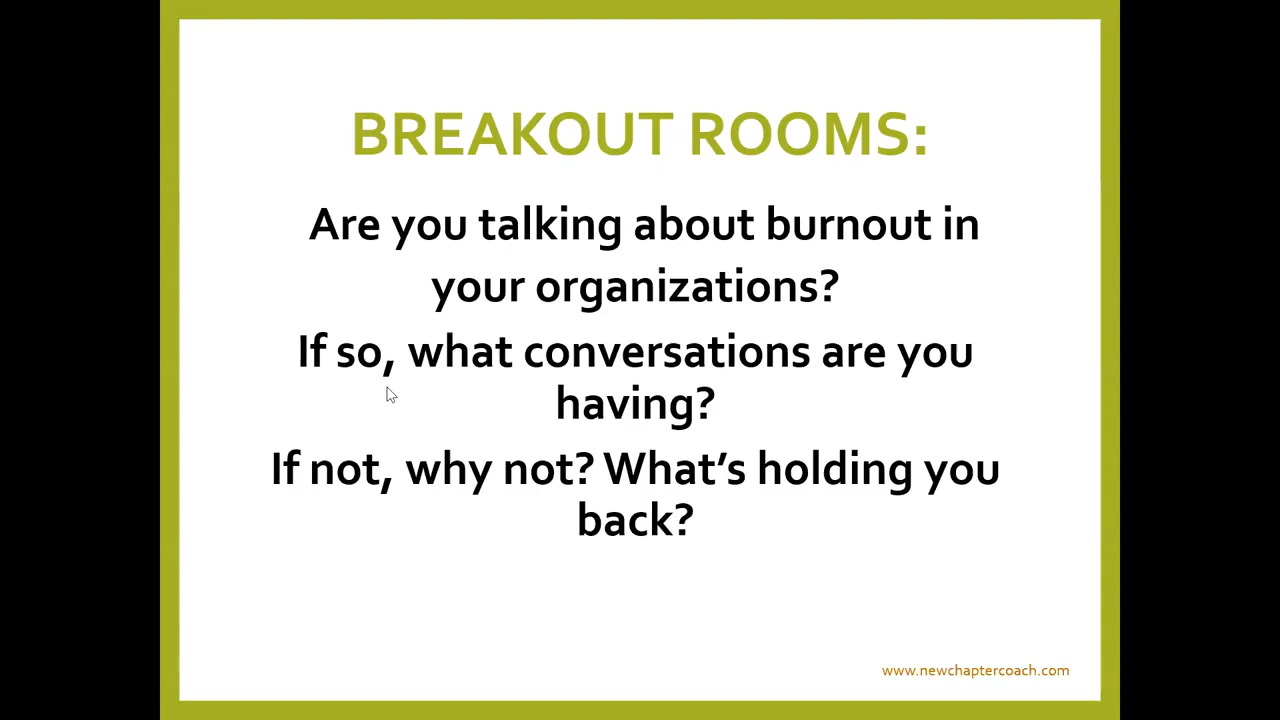 BREAKOUT ROOMS:
Are you talking about burnout in
your organizations?
If so, what conversations are you
having?
If not, why not? What’s holding you
back?
www.newchaptercoach.com